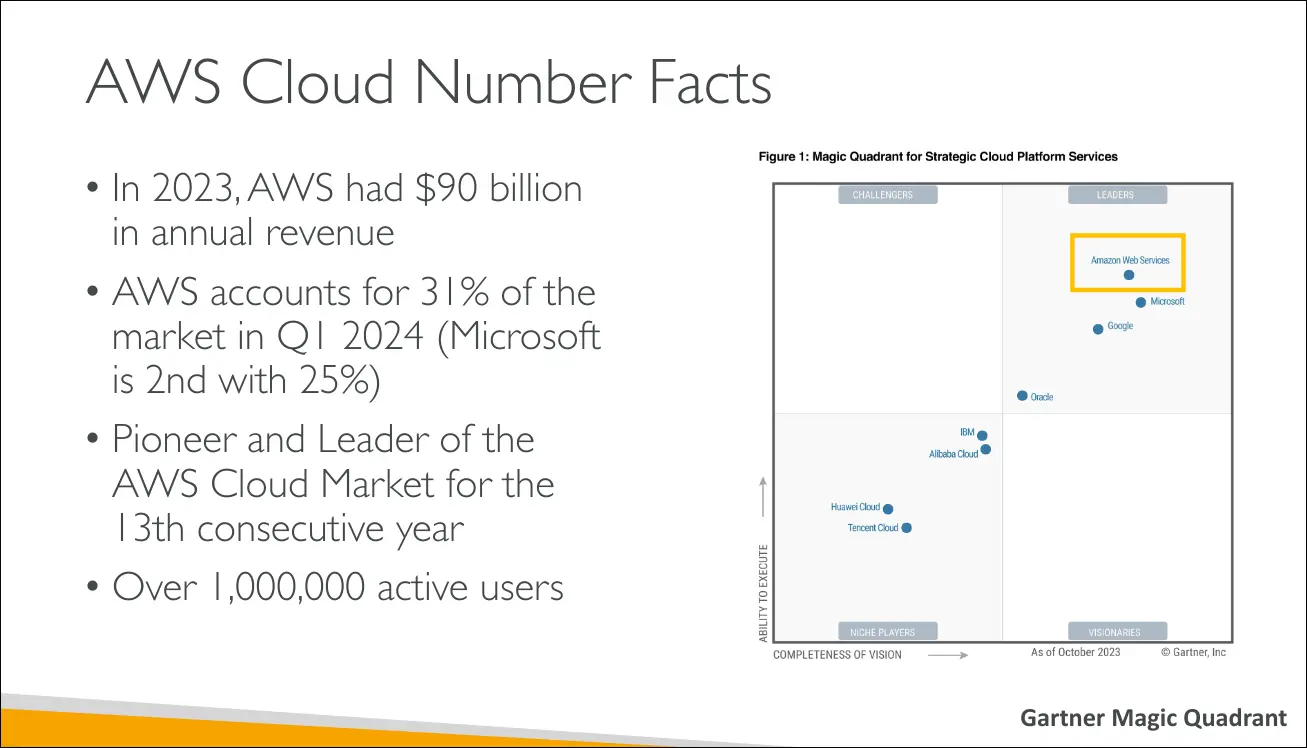 AWS Cloud Number Facts
• In 2023, AWS had $90 billion
in annual revenue
• AWS accounts for 31% of the
market in Q1 2024 (Microsoft
is 2nd with 25%)
• Pioneer and Leader of the
AWS Cloud Market for the
13th consecutive year
• Over 1,000,000 active users
Figure 1: Magic Quadrant for Strategic Cloud Platform Services
CHALLENGERS
LEADERS
Amazon Web Services
Microsoft
Google
Oracle
IBM
Alibaba Cloud
Huawei Cloud
Tencent Cloud
ABILITY TO EXECUTE
NICHE PLAYERS
VISIONARIES
COMPLETENESS OF VISION
As of October 2023
© Gartner, Inc
Gartner Magic Quadrant